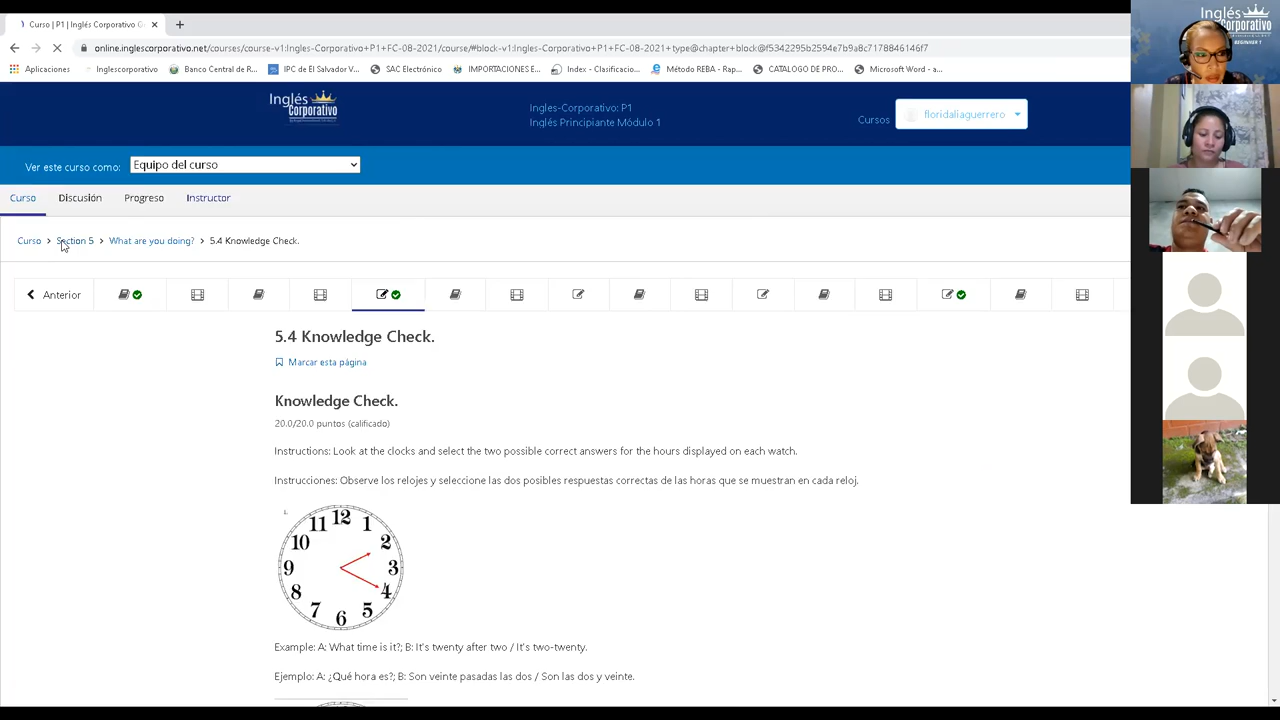 Curso | P1 | Inglés Corporativo G
online.inglescorporativo.net/courses/course-v1:Ingles-Corporativo+P1+FC-08-2021/course/#block-v1:Ingles-Corporativo+P1+FC-08-2021+type@chapter+block@f5342295b2594e7b9a8c7178846146f7
Aplicaciones Inglescorporativo Banco Central de R... IPC de El Salvador V... SAC Electrónico IMPORTACIONES E... Index - Clasificacio... Método REBA - Rap... CATALOGO DE PRO... Microsoft Word - a...
Inglés Corporativo
Ingles-Corporativo: P1
Inglés Principiante Módulo 1
Cursos
floridaliaguerrero
Ver este curso como: Equipo del curso
Curso Discusión Progreso Instructor
Curso > Section 5 > What are you doing? > 5.4 Knowledge Check.
Anterior
5.4 Knowledge Check.
Marcar esta página
Knowledge Check.
20.0/20.0 puntos (calificado)
Instructions: Look at the clocks and select the two possible correct answers for the hours displayed on each watch.
Instrucciones: Observe los relojes y seleccione las dos posibles respuestas correctas de las horas que se muestran en cada reloj.
1.
12 1 2 3 4 5 6 7 8 9 10 11
Example: A: What time is it?; B: It's twenty after two / It's two-twenty.
Ejemplo: A: ¿Qué hora es?; B: Son veinte pasadas las dos / Son las dos y veinte.
Inglés
Corporativo
BEGINNER 1